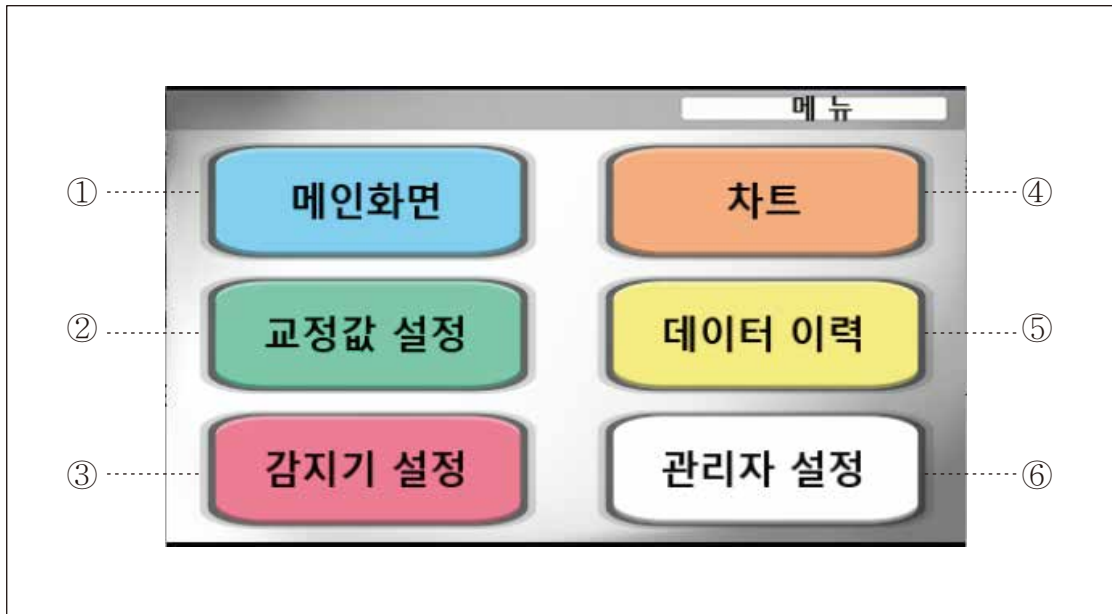 메 뉴
① 메인화면 차트 ④
② 교정값 설정 데이터 이력 ⑤
③ 감지기 설정 관리자 설정 ⑥